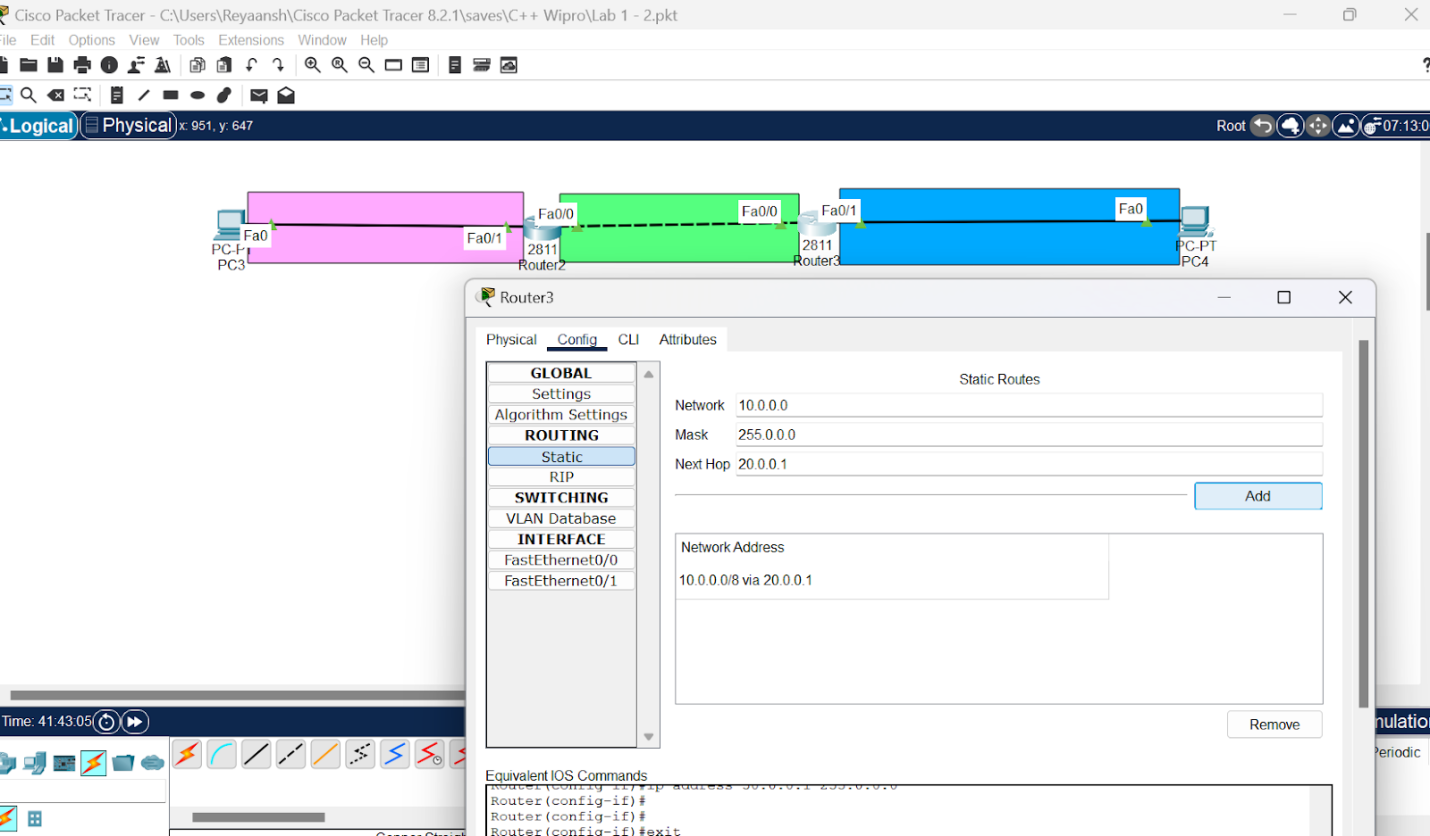 Cisco Packet Tracer - C:\Users\Reyaansh\Cisco Packet Tracer 8.2.1\saves\C++ Wipro\Lab 1 - 2.pkt
File Edit Options View Tools Extensions Window Help
Logical Physical x: 951, y: 647
Root 07:13:0
Fa0
PC-PT
PC3
Fa0/1
Fa0/0
2811
Router2
Fa0/0
Fa0/1
2811
Router3
Fa0
PC-PT
PC4
Router3
Physical Config CLI Attributes
GLOBAL
Settings
Algorithm Settings
ROUTING
Static
RIP
SWITCHING
VLAN Database
INTERFACE
FastEthernet0/0
FastEthernet0/1
Static Routes
Network 10.0.0.0
Mask 255.0.0.0
Next Hop 20.0.0.1
Add
Network Address
10.0.0.0/8 via 20.0.0.1
Remove
Equivalent IOS Commands
Router(config-if)#
Router(config-if)#
Router(config-if)#exit
Time: 41:43:05
Periodic